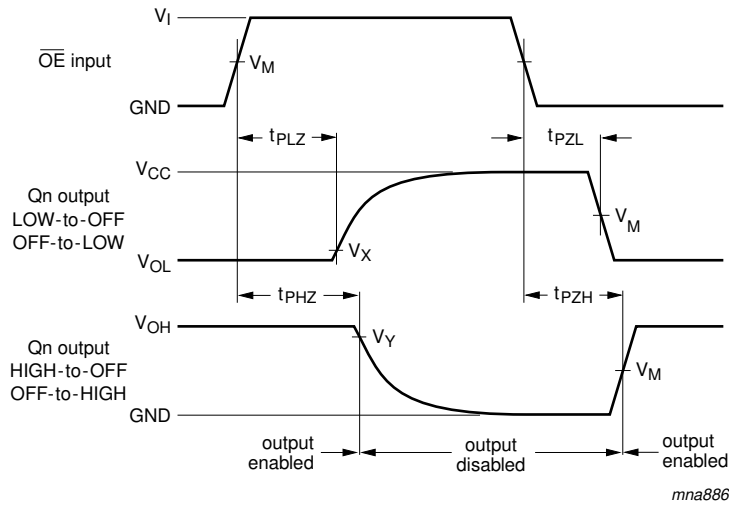 V_I
O̅E̅ input
V_M
GND
t_PLZ
t_PZL
V_CC
Qn output
LOW-to-OFF
OFF-to-LOW
V_M
V_X
V_OL
t_PHZ
t_PZH
V_OH
V_Y
Qn output
HIGH-to-OFF
OFF-to-HIGH
V_M
GND
output
enabled
output
disabled
output
enabled
mna886